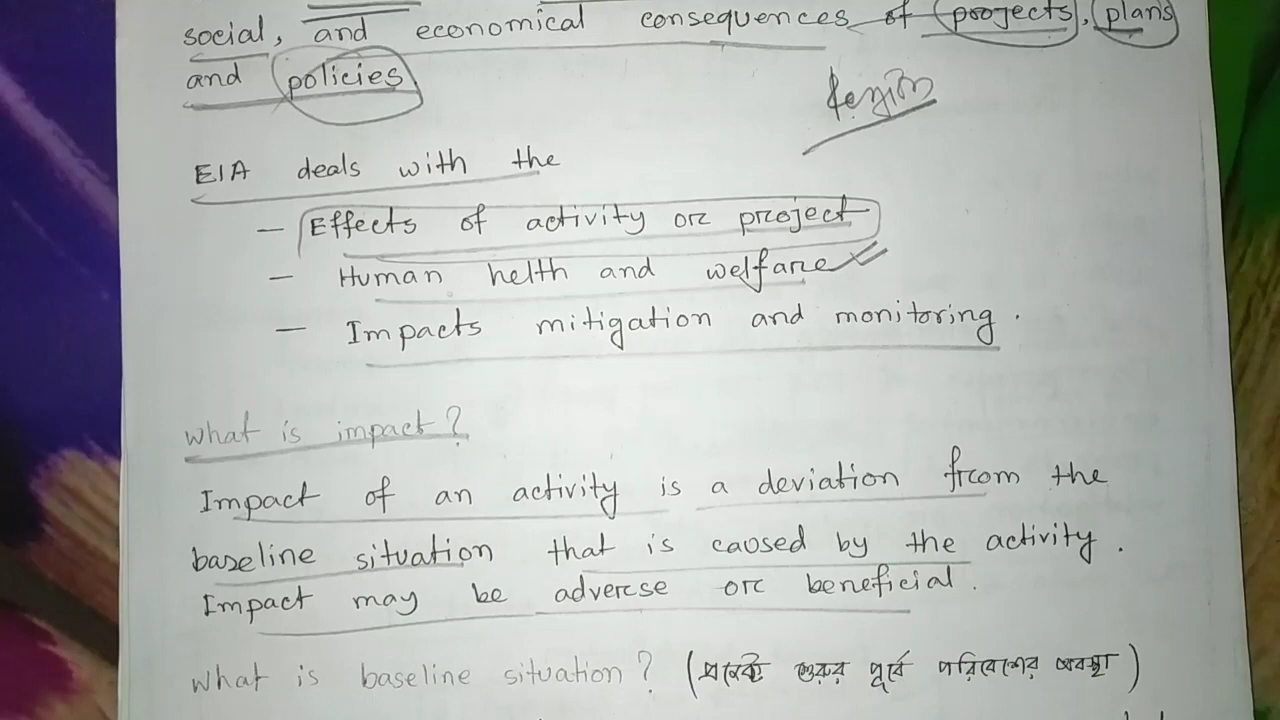 social, and economical consequences of projects, plans
and policies
Region
EIA deals with the
— Effects of activity or project
— Human helth and welfare
— Impacts mitigation and monitoring.
What is impact?
Impact of an activity is a deviation from the
baseline situation that is caused by the activity.
Impact may be adverse or beneficial.
What is baseline situation? (প্রজেক্ট শুরুর পূর্বে পরিবেশের অবস্থা)